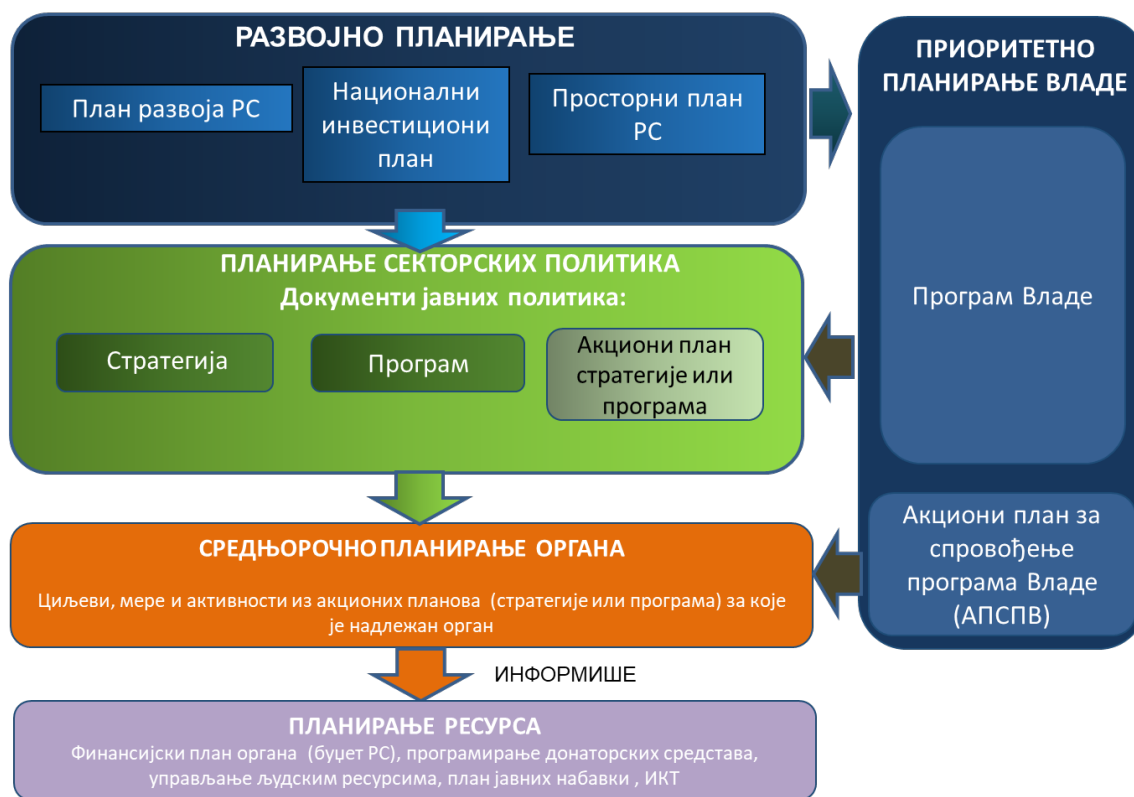 РАЗВОЈНО ПЛАНИРАЊЕ
План развоја РС
Национални
инвестициони
план
Просторни план
РС
ПРИОРИТЕТНО
ПЛАНИРАЊЕ ВЛАДЕ
Програм Владе
Акциони план за
спровођење
програма Владе
(АПСПВ)
ПЛАНИРАЊЕ СЕКТОРСКИХ ПОЛИТИКА
Документи јавних политика:
Стратегија
Програм
Акциони план
стратегије или
програма
СРЕДЊОРОЧНО ПЛАНИРАЊЕ ОРГАНА
Циљеви, мере и активности из акционих планова (стратегије или програма) за које
је надлежан орган
ИНФОРМИШЕ
ПЛАНИРАЊЕ РЕСУРСА
Финансијски план органа (буџет РС), програмирање донаторских средстава,
управљање људским ресурсима, план јавних набавки , ИКТ